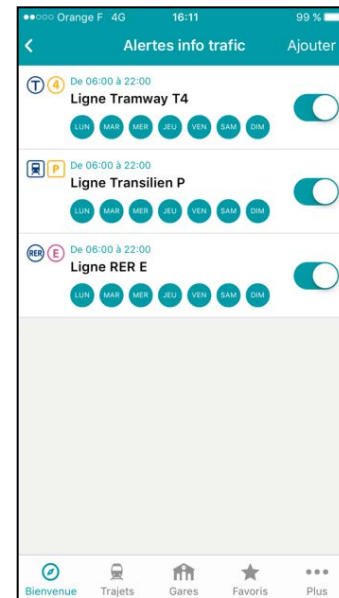 Orange F 4G 16:11 99 %
Alertes info trafic Ajouter
T 4 De 06:00 à 22:00
Ligne Tramway T4
LUN MAR MER JEU VEN SAM DIM
P De 06:00 à 22:00
Ligne Transilien P
LUN MAR MER JEU VEN SAM DIM
RER E De 06:00 à 22:00
Ligne RER E
LUN MAR MER JEU VEN SAM DIM
Bienvenue Trajets Gares Favoris Plus